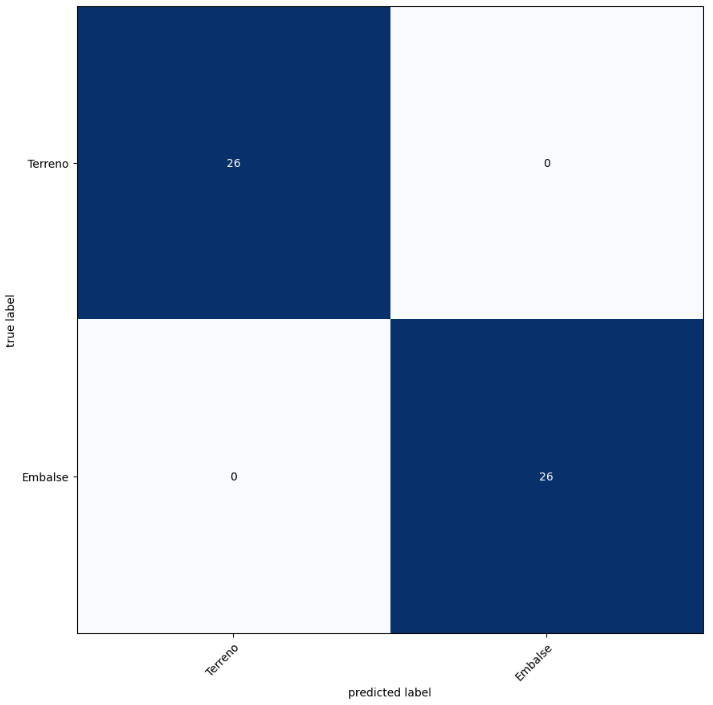 Terreno
26
0
true label
Embalse
0
26
Terreno
Embalse
predicted label